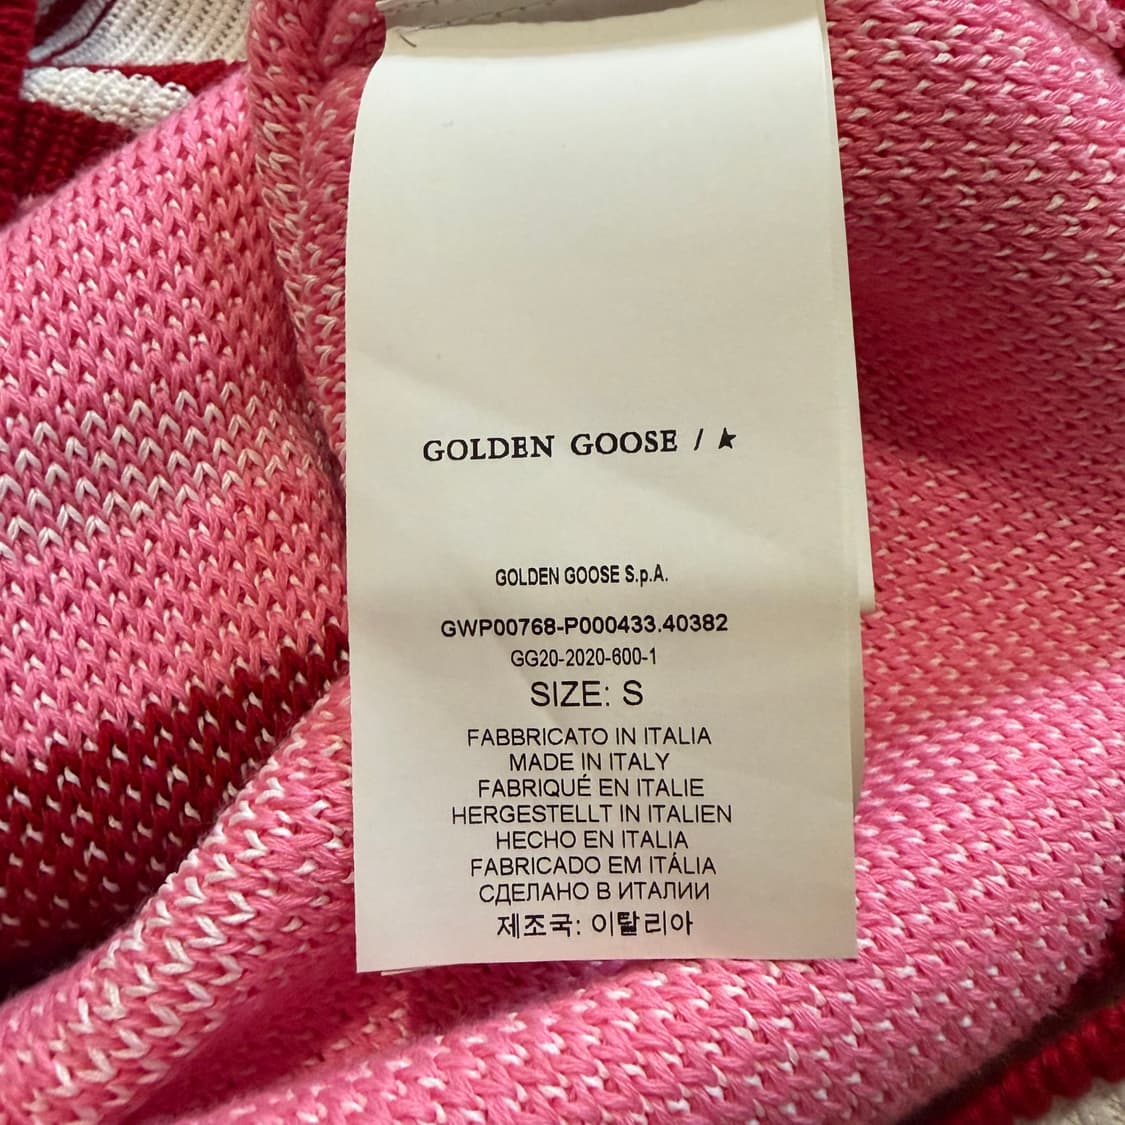 GOLDEN GOOSE /
GOLDEN GOOSE S.p.A.
GWP00768-P000433.40382
GG20-2020-600-1
SIZE: S
FABBRICATO IN ITALIA
MADE IN ITALY
FABRIQUÉ EN ITALIE
HERGESTELLT IN ITALIEN
HECHO EN ITALIA
FABRICADO EM ITÁLIA
СДЕЛАНО В ИТАЛИИ
제조국: 이탈리아